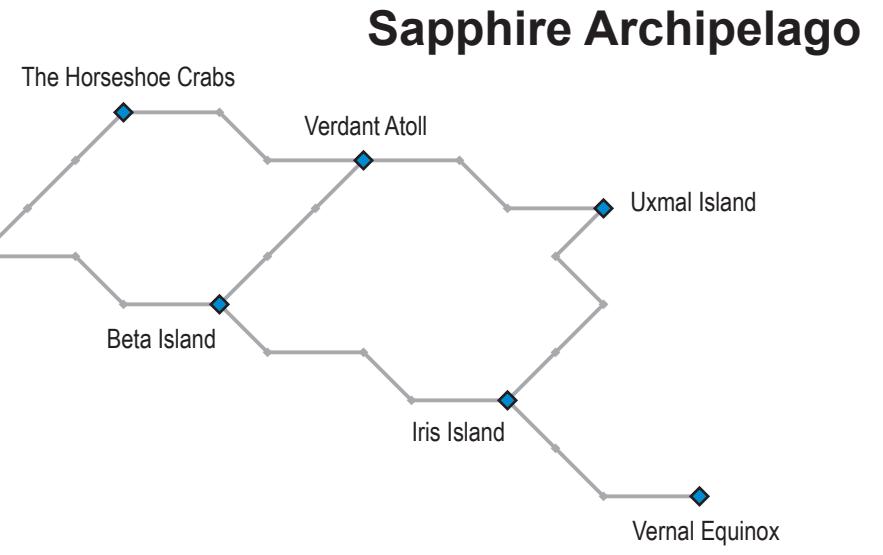 Sapphire Archipelago
The Horseshoe Crabs
Verdant Atoll
Uxmal Island
Beta Island
Iris Island
Vernal Equinox